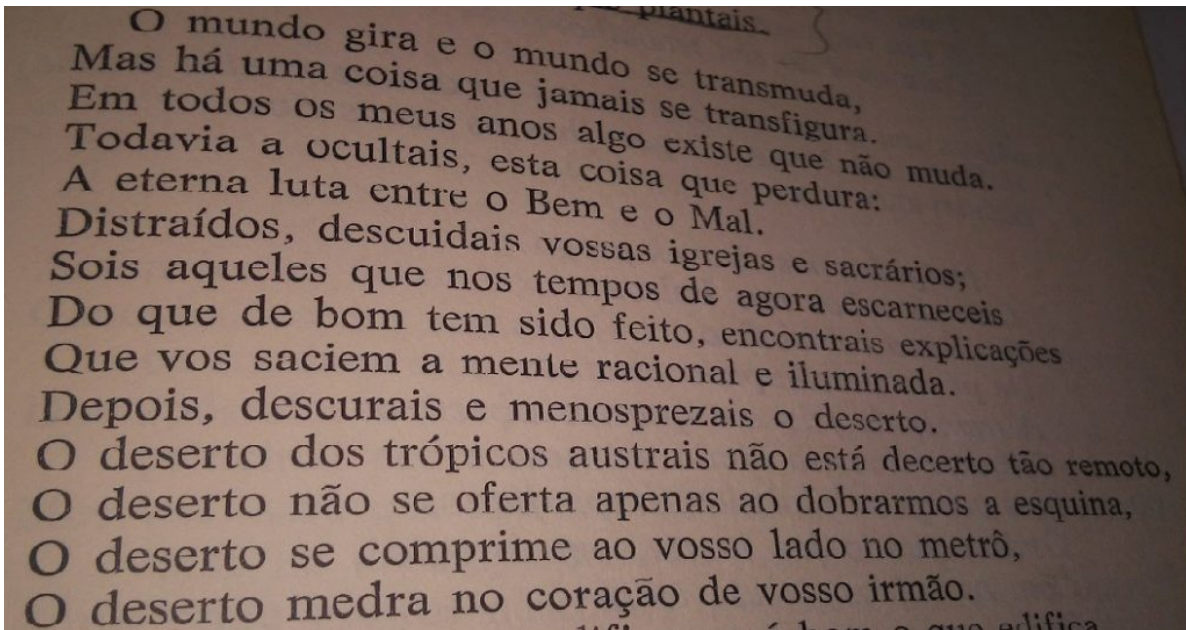 plantais.
O mundo gira e o mundo se transmuda,
Mas há uma coisa que jamais se transfigura.
Em todos os meus anos algo existe que não muda.
Todavia a ocultais, esta coisa que perdura:
A eterna luta entre o Bem e o Mal.
Distraídos, descuidais vossas igrejas e sacrários;
Sois aqueles que nos tempos de agora escarneceis
Do que de bom tem sido feito, encontrais explicações
Que vos saciem a mente racional e iluminada.
Depois, descurais e menosprezais o deserto.
O deserto dos trópicos austrais não está decerto tão remoto,
O deserto não se oferta apenas ao dobrarmos a esquina,
O deserto se comprime ao vosso lado no metrô,
O deserto medra no coração de vosso irmão.
que edifica